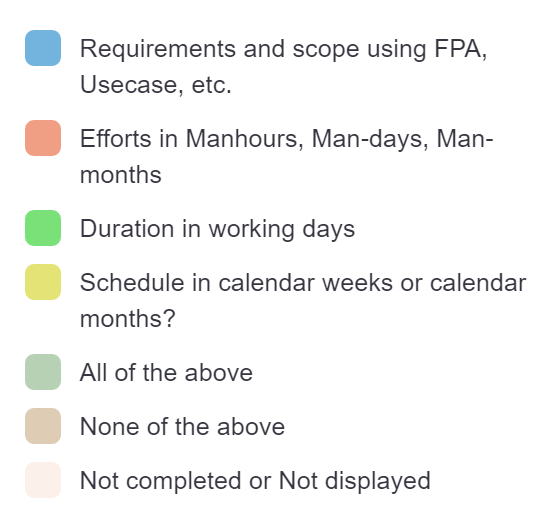 Requirements and scope using FPA,
Usecase, etc.
Efforts in Manhours, Man-days, Man-
months
Duration in working days
Schedule in calendar weeks or calendar
months?
All of the above
None of the above
Not completed or Not displayed